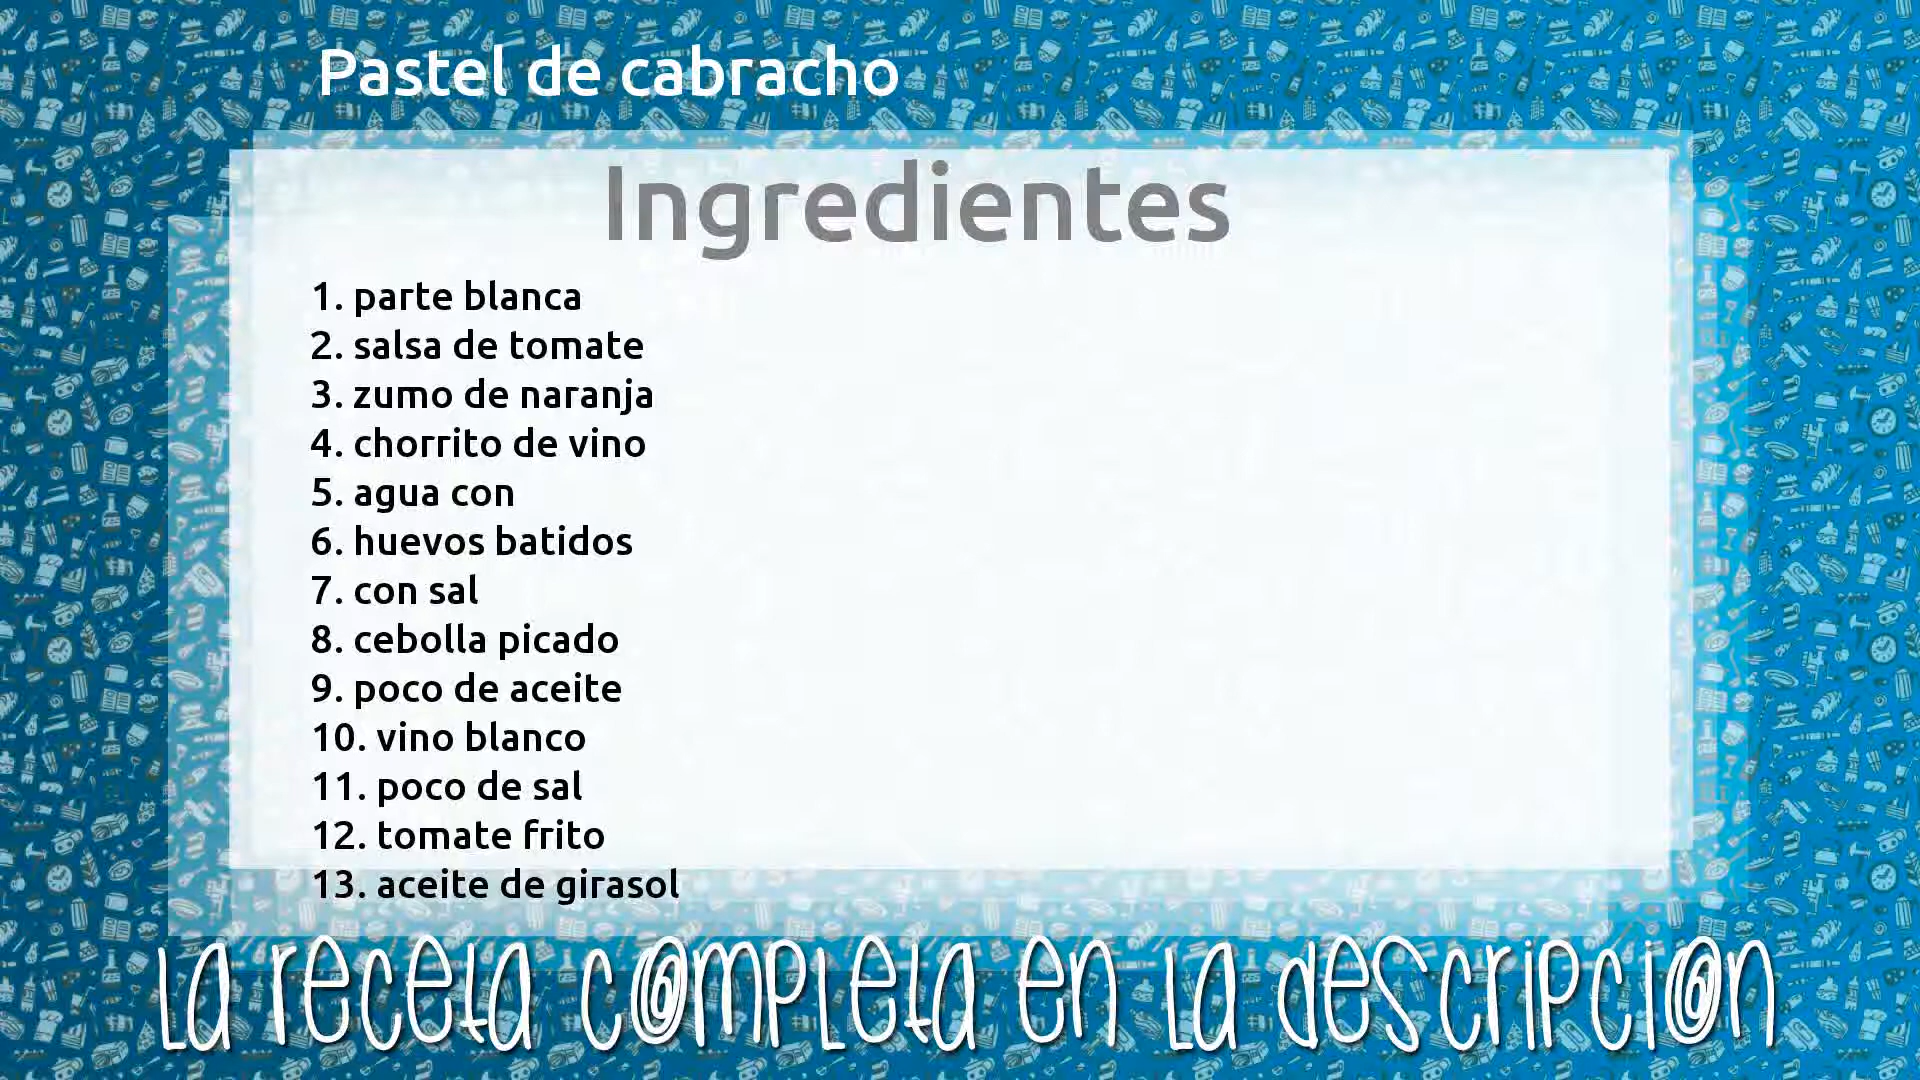 Pastel de cabracho
Ingredientes
1. parte blanca
2. salsa de tomate
3. zumo de naranja
4. chorrito de vino
5. agua con
6. huevos batidos
7. con sal
8. cebolla picado
9. poco de aceite
10. vino blanco
11. poco de sal
12. tomate frito
13. aceite de girasol
La receta c@mpleta en la descripci@n